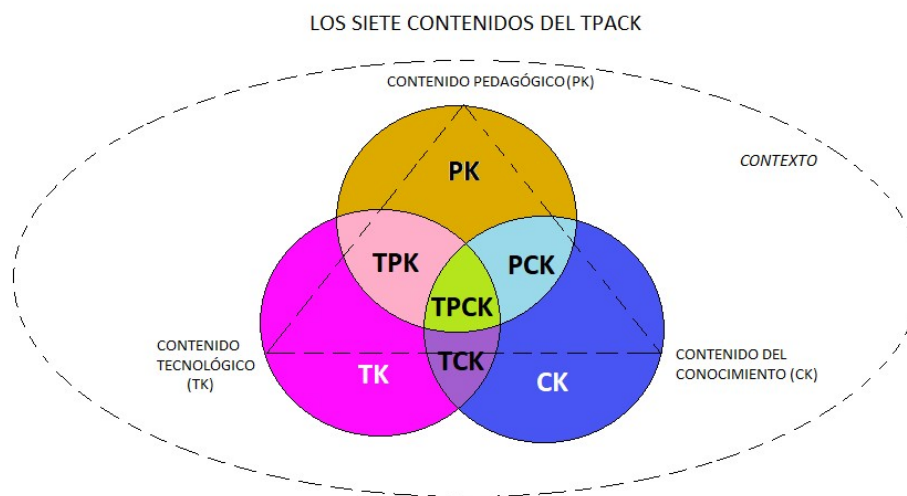 LOS SIETE CONTENIDOS DEL TPACK
CONTENIDO PEDAGÓGICO (PK)
CONTEXTO
PK
TPK
PCK
TPCK
CONTENIDO
TECNOLÓGICO
(TK)
TK
TCK
CK
CONTENIDO DEL
CONOCIMIENTO (CK)